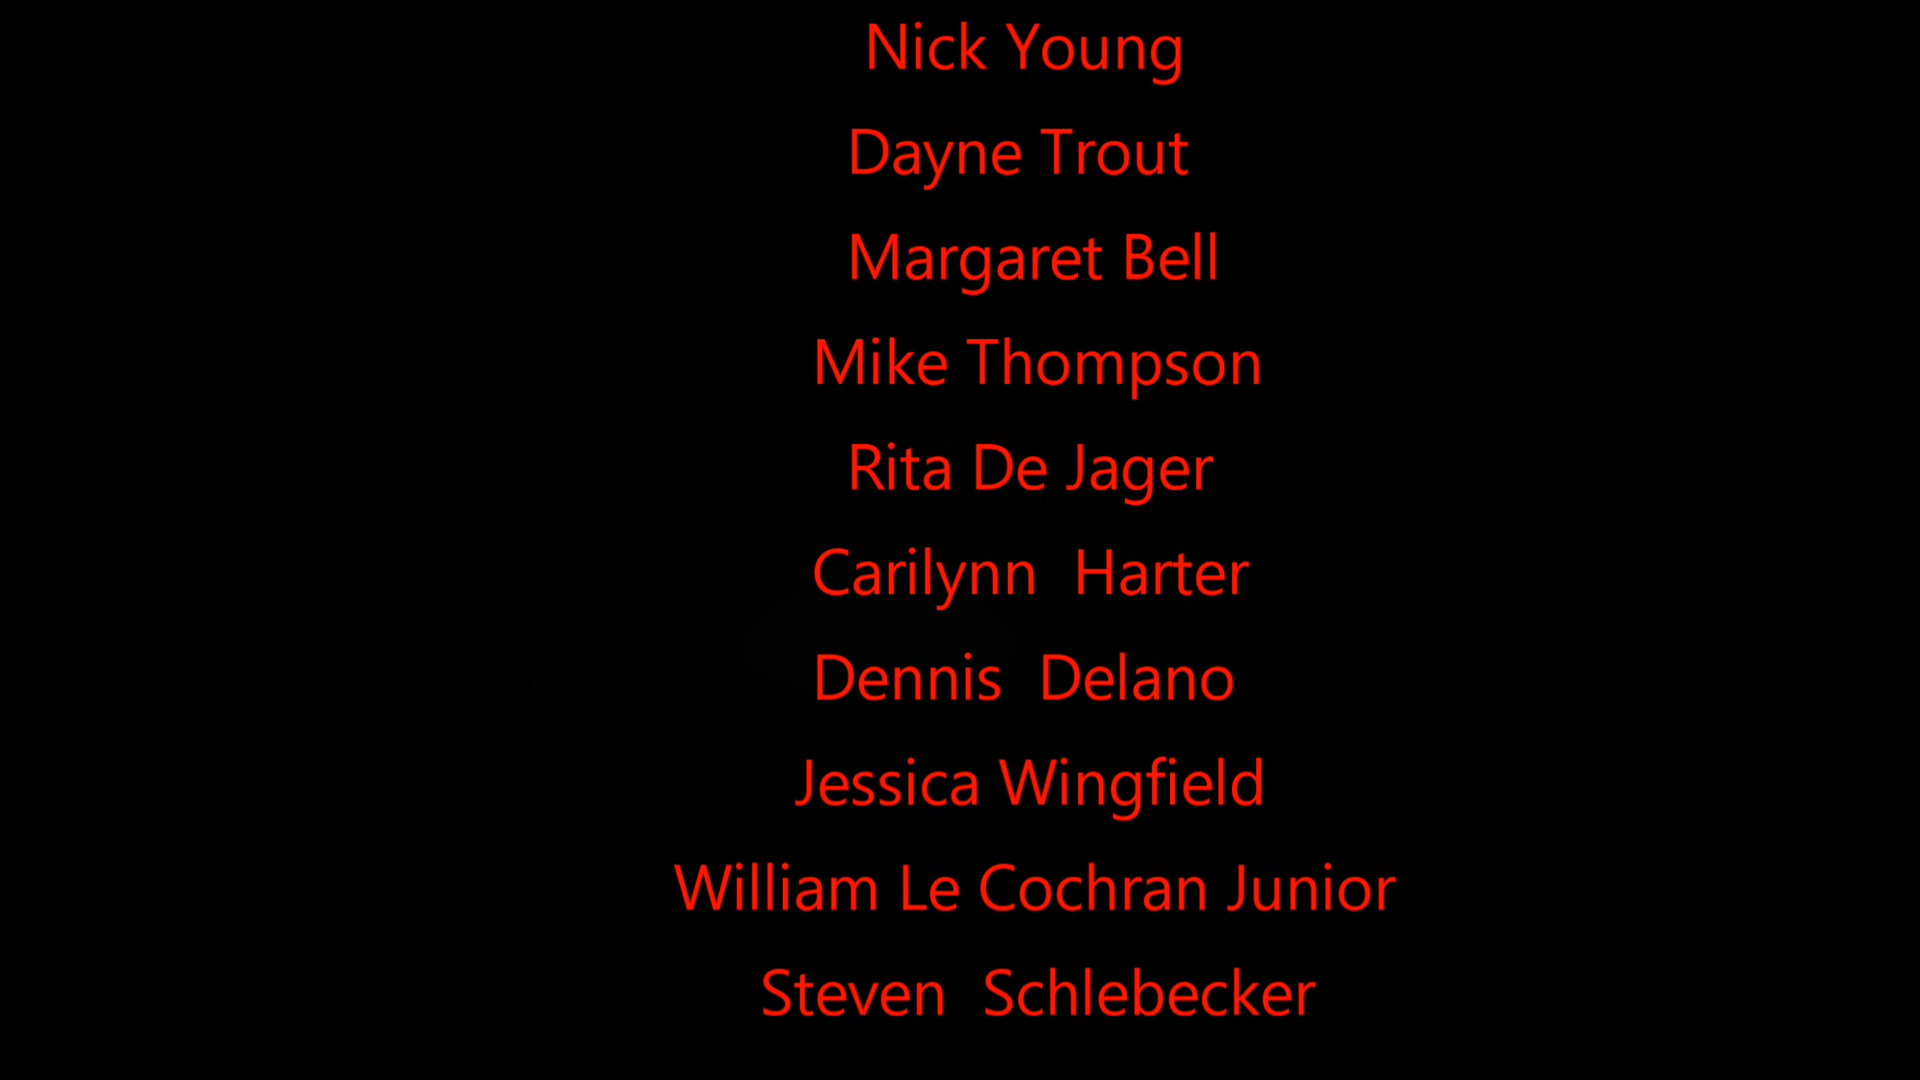 Nick Young
Dayne Trout
Margaret Bell
Mike Thompson
Rita De Jager
Carilynn  Harter
Dennis  Delano
Jessica Wingfield
William Le Cochran Junior
Steven  Schlebecker